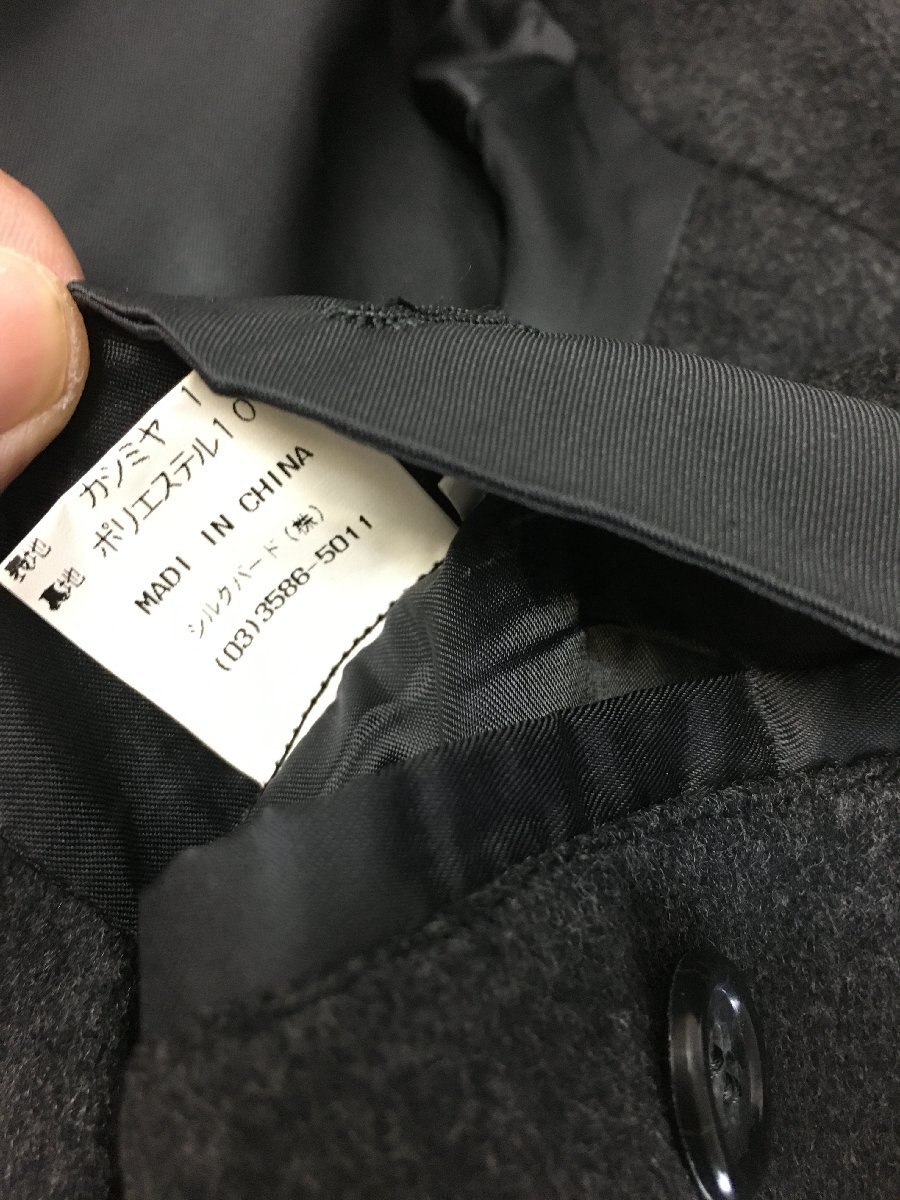 表地 カシミヤ 1
裏地 ポリエステル10
MADI IN CHINA
シルクバード(株)
(03)3586-5011